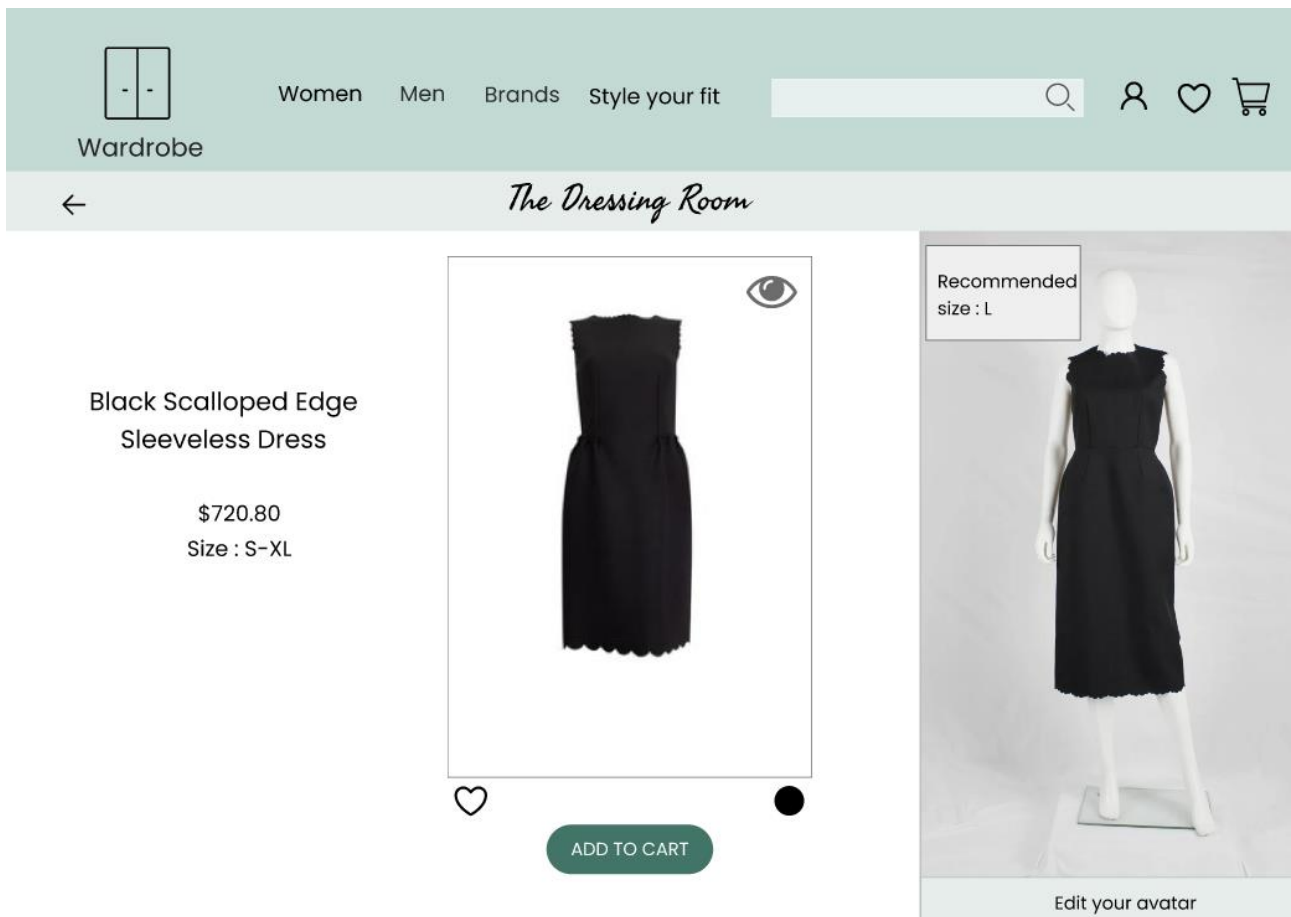 Women Men Brands Style your fit
Wardrobe
The Dressing Room
Black Scalloped Edge
Sleeveless Dress
$720.80
Size : S-XL
ADD TO CART
Recommended
size : L
Edit your avatar